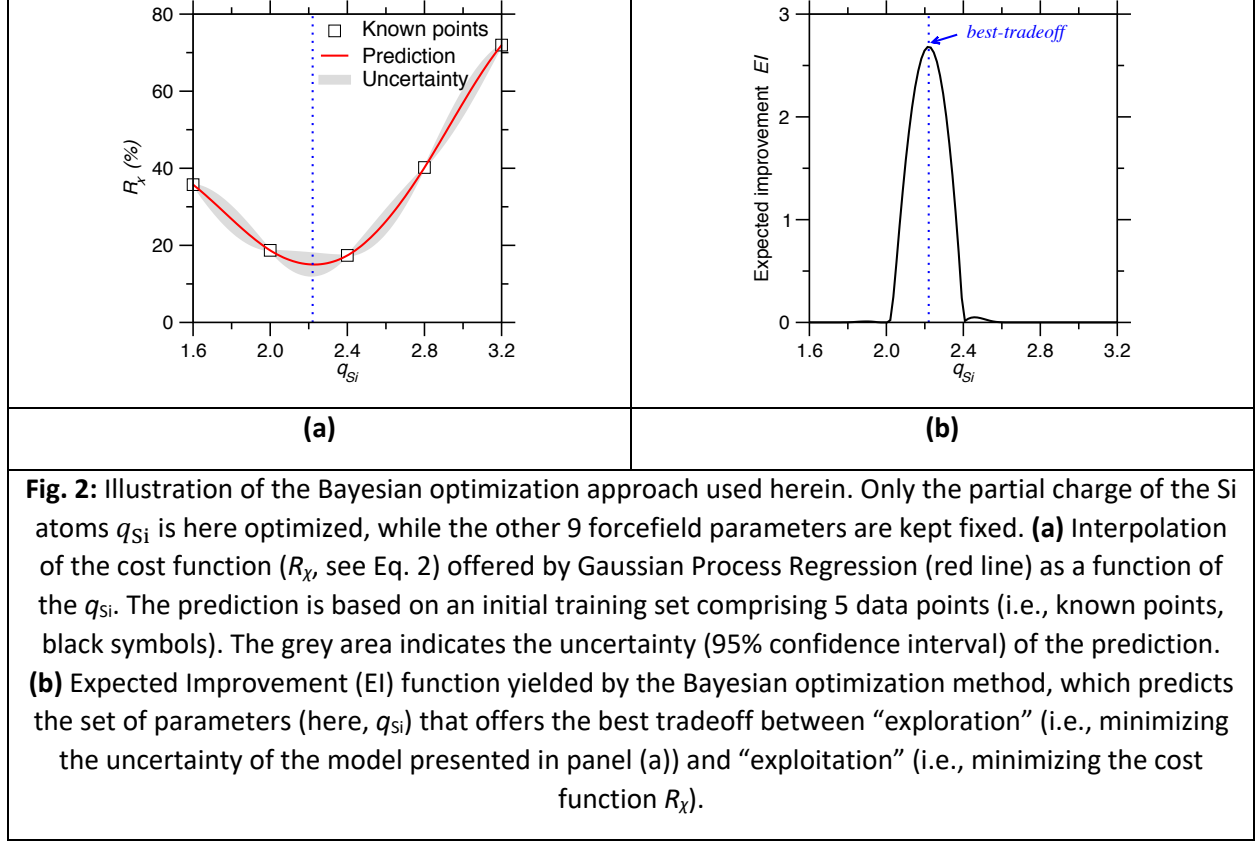 80
60
40
20
0
R_χ (%)
Known points
Prediction
Uncertainty
1.6 2.0 2.4 2.8 3.2
q_Si
3
2
1
0
Expected improvement EI
best-tradeoff
1.6 2.0 2.4 2.8 3.2
q_Si
(a) (b)
Fig. 2: Illustration of the Bayesian optimization approach used herein. Only the partial charge of the Si
atoms q_Si is here optimized, while the other 9 forcefield parameters are kept fixed. (a) Interpolation
of the cost function (R_χ, see Eq. 2) offered by Gaussian Process Regression (red line) as a function of
the q_Si. The prediction is based on an initial training set comprising 5 data points (i.e., known points,
black symbols). The grey area indicates the uncertainty (95% confidence interval) of the prediction.
(b) Expected Improvement (EI) function yielded by the Bayesian optimization method, which predicts
the set of parameters (here, q_Si) that offers the best tradeoff between “exploration” (i.e., minimizing
the uncertainty of the model presented in panel (a)) and “exploitation” (i.e., minimizing the cost
function R_χ).